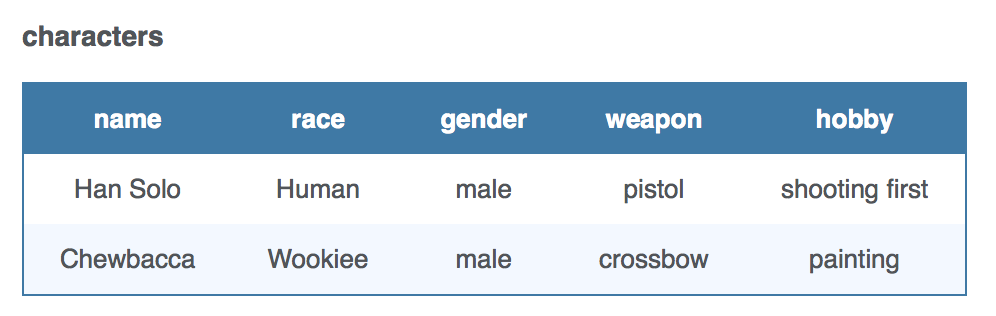 characters
name race gender weapon hobby
Han Solo Human male pistol shooting first
Chewbacca Wookiee male crossbow painting